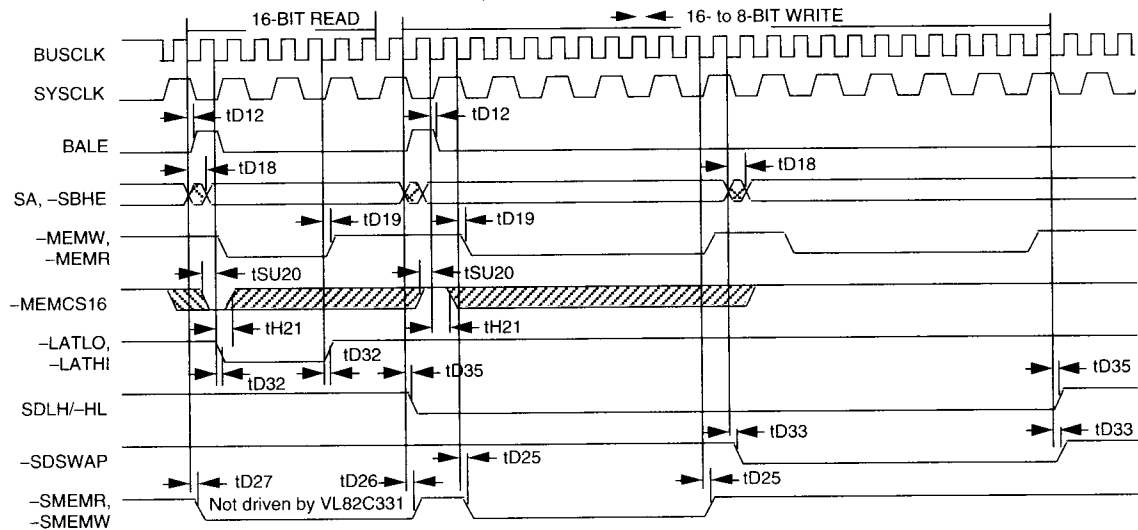 16-BIT READ 16- to 8-BIT WRITE
BUSCLK
SYSCLK
tD12 tD12
BALE
tD18 tD18
SA, –SBHE
tD19 tD19
–MEMW,
–MEMR
tSU20 tSU20
–MEMCS16
tH21 tH21
–LATLO,
–LATHI
tD32 tD32 tD35 tD35
SDLH/–HL
tD33 tD33
–SDSWAP
tD27 tD26 tD25 tD25
–SMEMR,
–SMEMW
Not driven by VL82C331